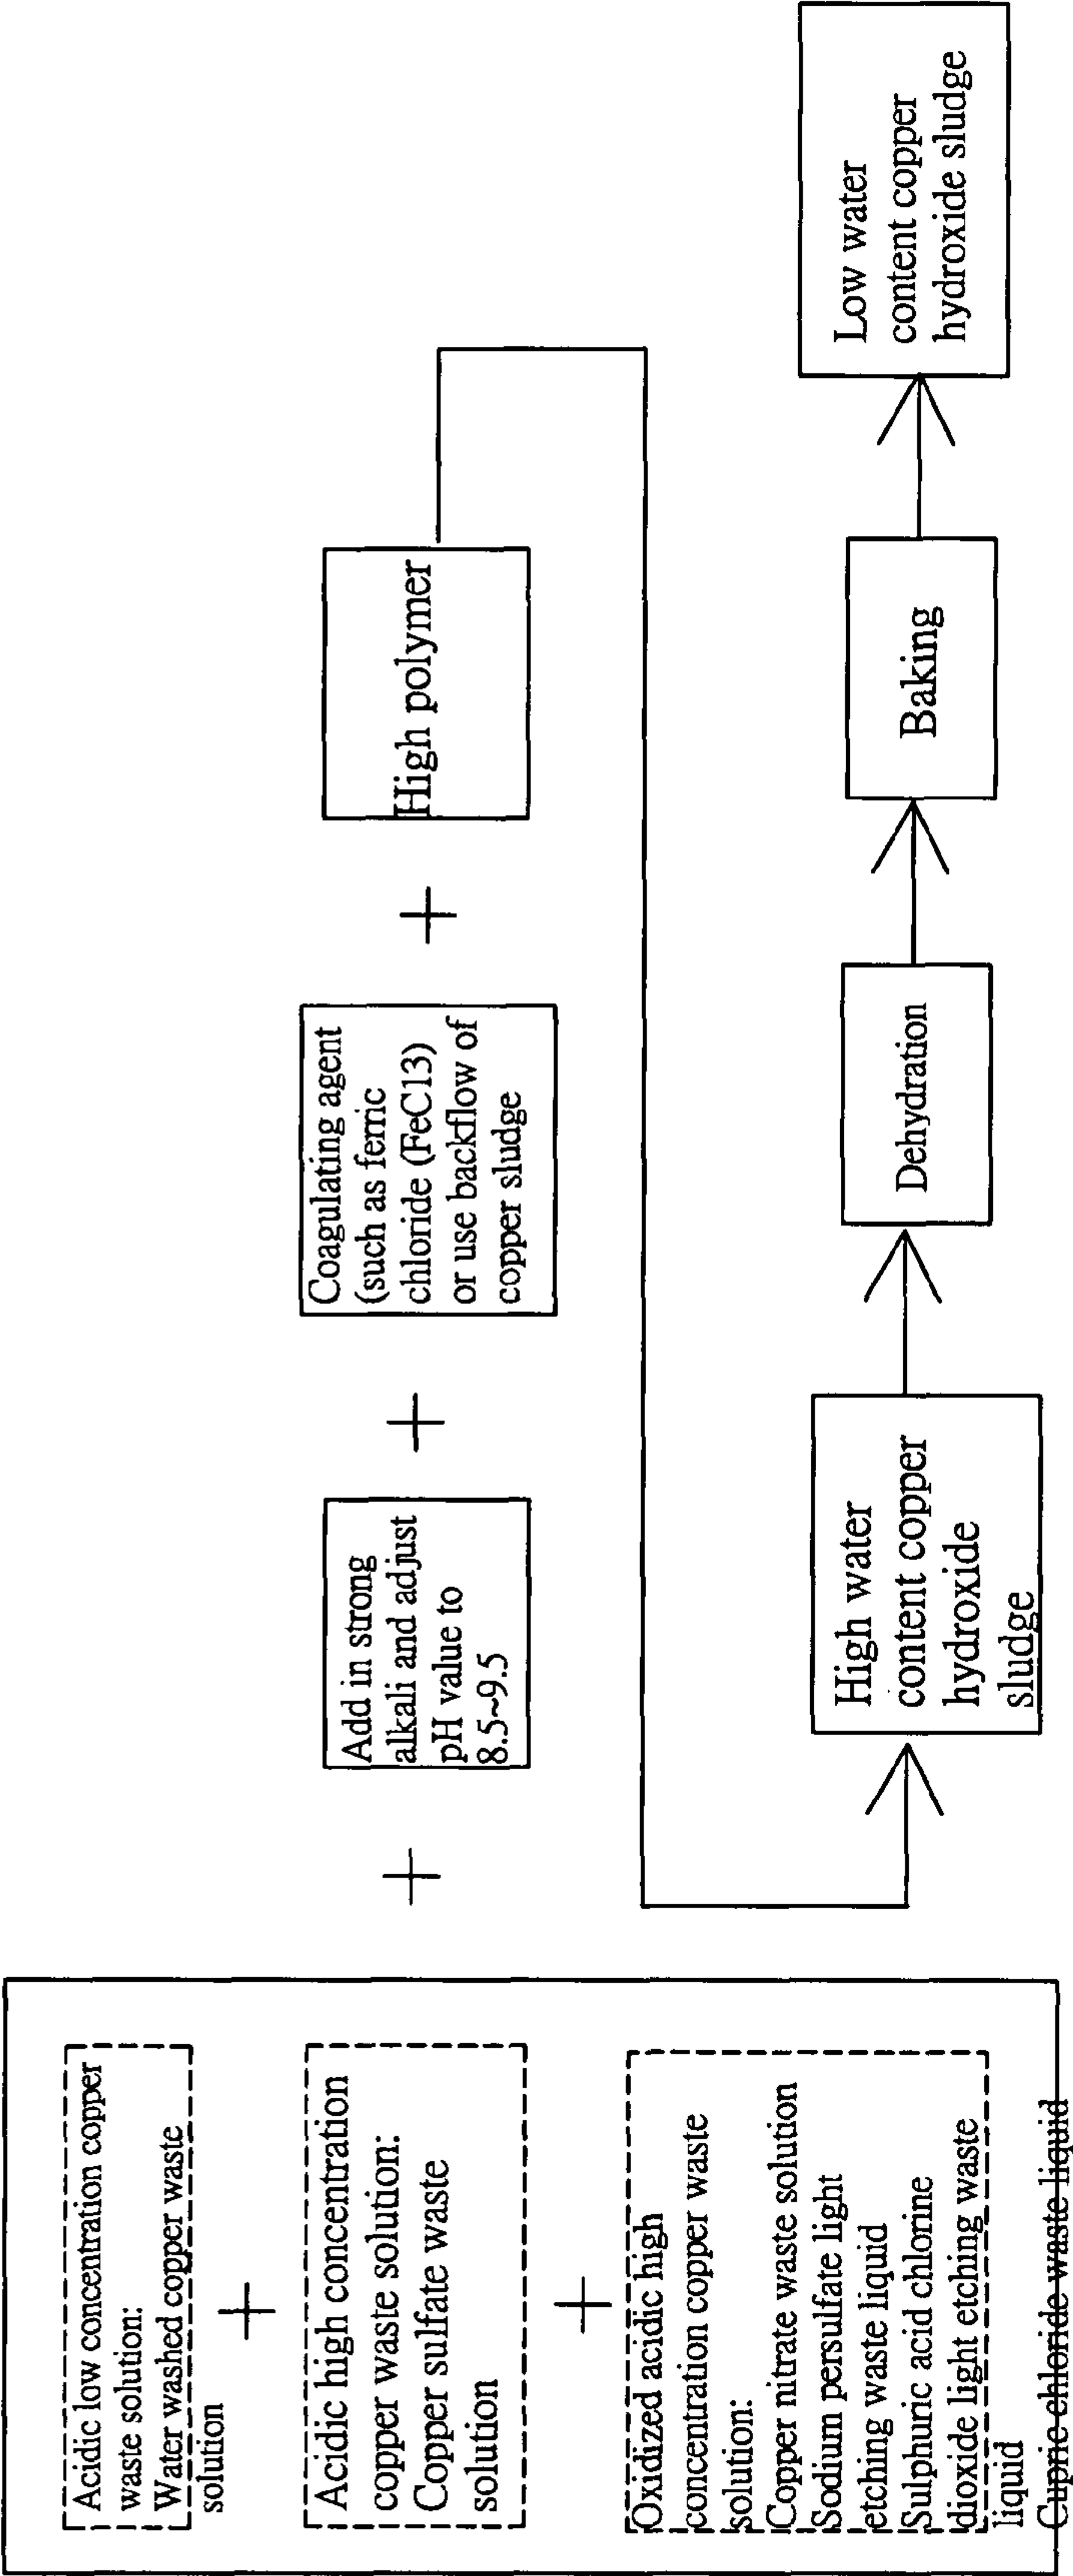 Acidic low concentration copper
waste solution:
Water washed copper waste
solution
+
Acidic high concentration
copper waste solution:
Copper sulfate waste
solution
+
Oxidized acidic high
concentration copper waste
solution:
Copper nitrate waste solution
Sodium persulfate light
etching waste liquid
Sulphuric acid chlorine
dioxide light etching waste
liquid
Cupric chloride waste liquid
+
Add in strong
alkali and adjust
pH value to
8.5~9.5
+
Coagulating agent
(such as ferric
chloride (FeC13)
or use backflow of
copper sludge
+
High polymer
High water
content copper
hydroxide
sludge
Dehydration
Baking
Low water
content copper
hydroxide sludge